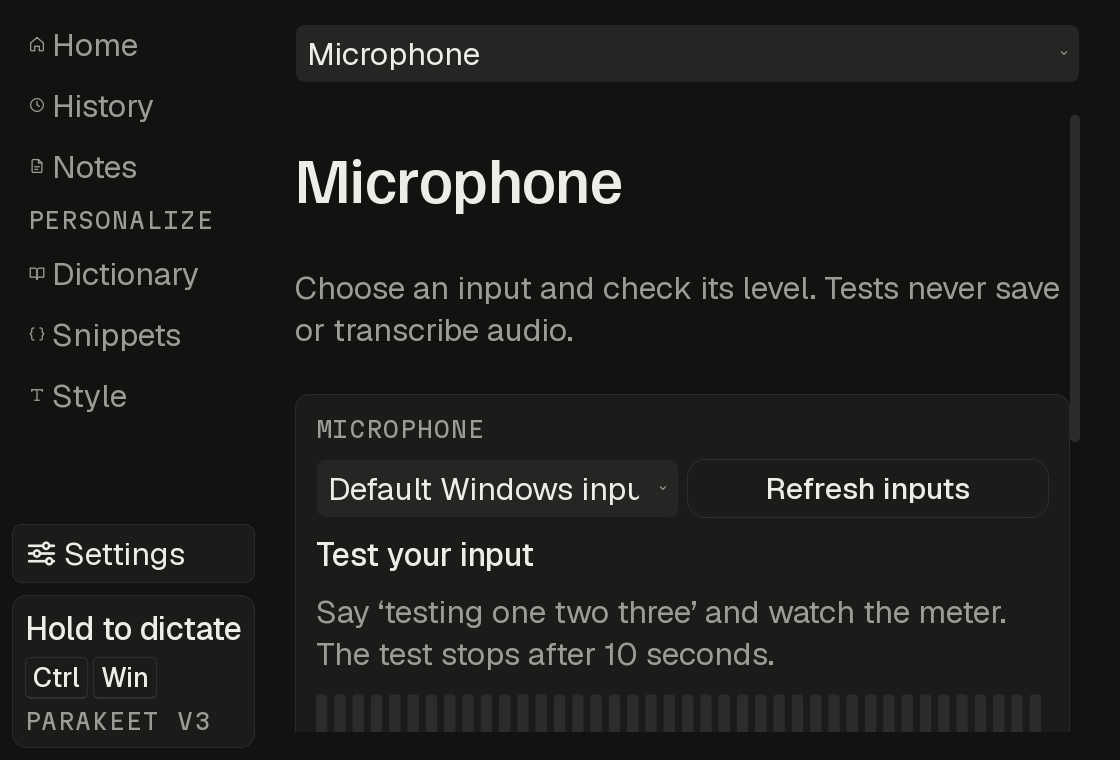 Home
History
Notes
PERSONALIZE
Dictionary
Snippets
Style
Settings
Hold to dictate
Ctrl Win
PARAKEET V3
Microphone
Microphone
Choose an input and check its level. Tests never save
or transcribe audio.
MICROPHONE
Default Windows inpu Refresh inputs
Test your input
Say ‘testing one two three’ and watch the meter.
The test stops after 10 seconds.